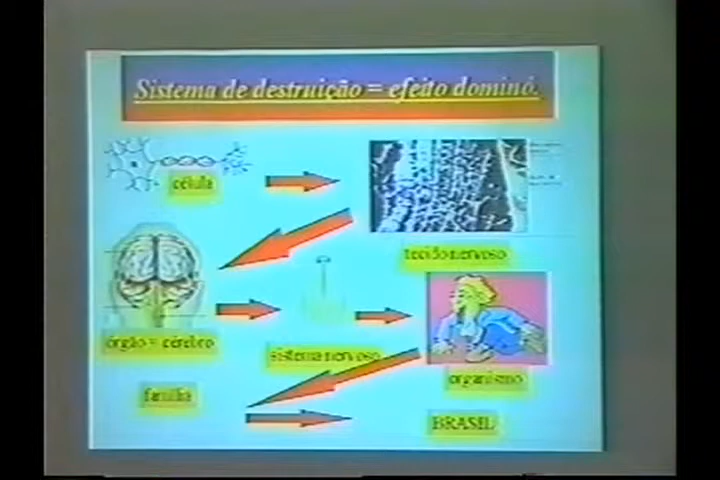 Sistema de destruição = efeito dominó.
célula
tecido nervoso
órgão = cérebro
sistema nervoso
organismo
família
BRASIL